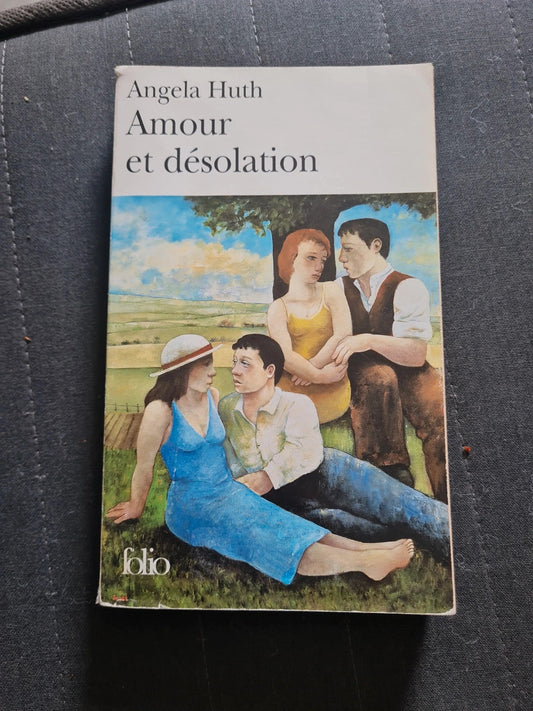 Angela Huth
Amour
et désolation
folio